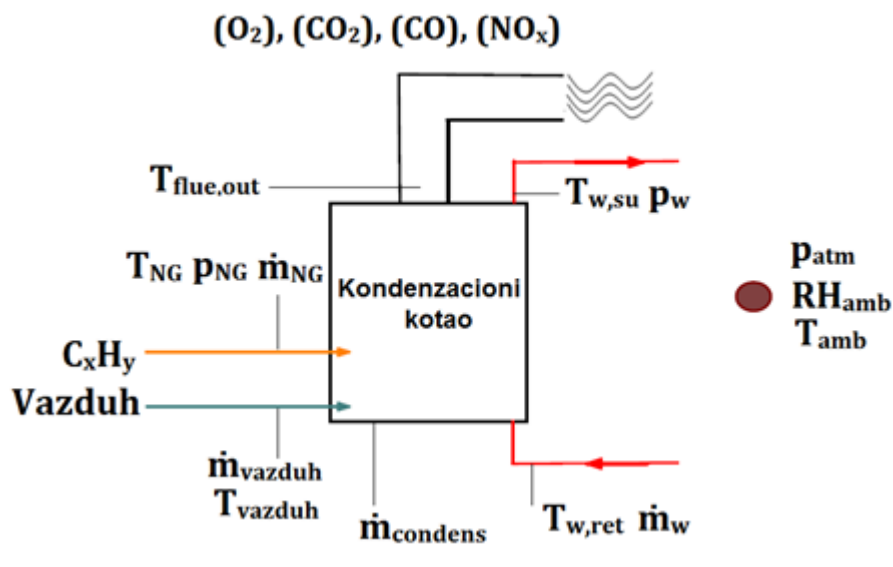 (O₂), (CO₂), (CO), (NOₓ)
T_flue,out
T_w,su p_w
T_NG p_NG ṁ_NG
Kondenzacioni
kotao
p_atm
RH_amb
T_amb
CₓH_y
Vazduh
ṁ_vazduh
T_vazduh
ṁ_condens
T_w,ret ṁ_w